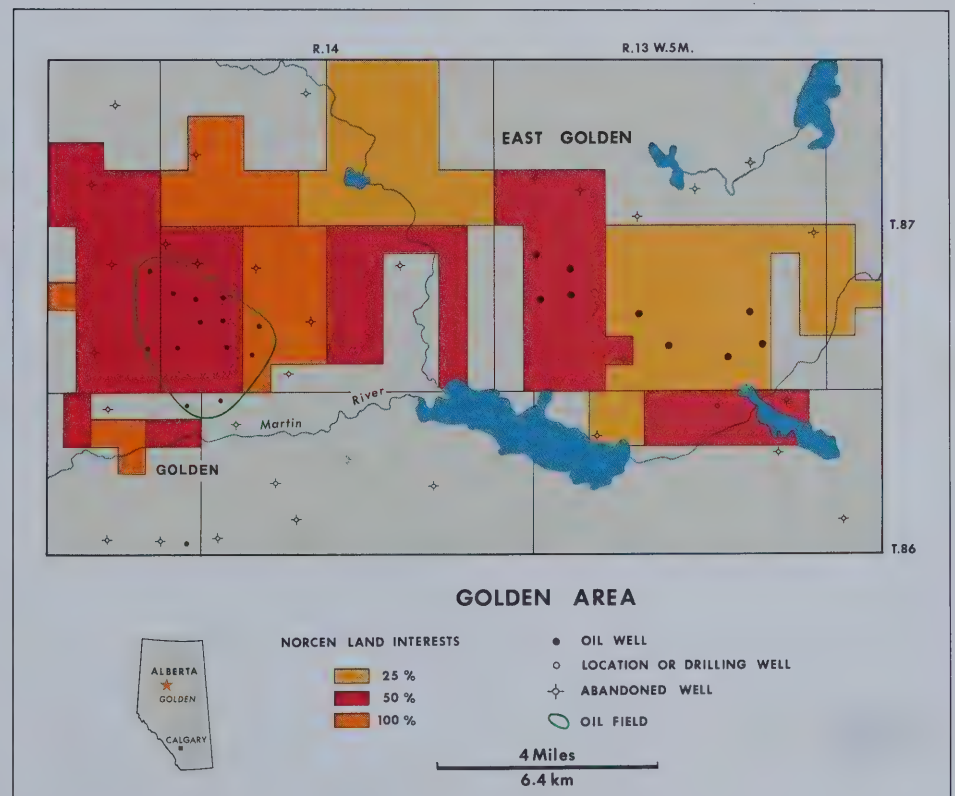 R.14
R.13 W.5M.
EAST GOLDEN
T.87
Martin River
GOLDEN
T.86
GOLDEN AREA
NORCEN LAND INTERESTS
25 %
50 %
100 %
OIL WELL
LOCATION OR DRILLING WELL
ABANDONED WELL
OIL FIELD
ALBERTA
GOLDEN
CALGARY
4 Miles
6.4 km